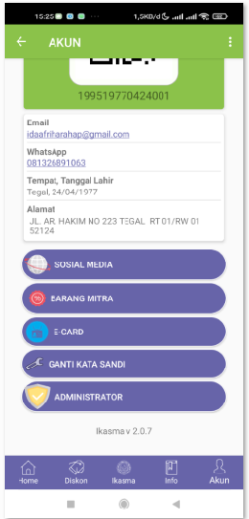 15:25
1,5KB/d
AKUN
199519770424001
Email
idaafriharahap@gmail.com
WhatsApp
081326891063
Tempat, Tanggal Lahir
Tegal, 24/04/1977
Alamat
JL. AR. HAKIM NO 223 TEGAL RT 01/RW 01
52124
SOSIAL MEDIA
BARANG MITRA
E-CARD
GANTI KATA SANDI
ADMINISTRATOR
Ikasma v 2.0.7
Home Diskon Ikasma Info Akun